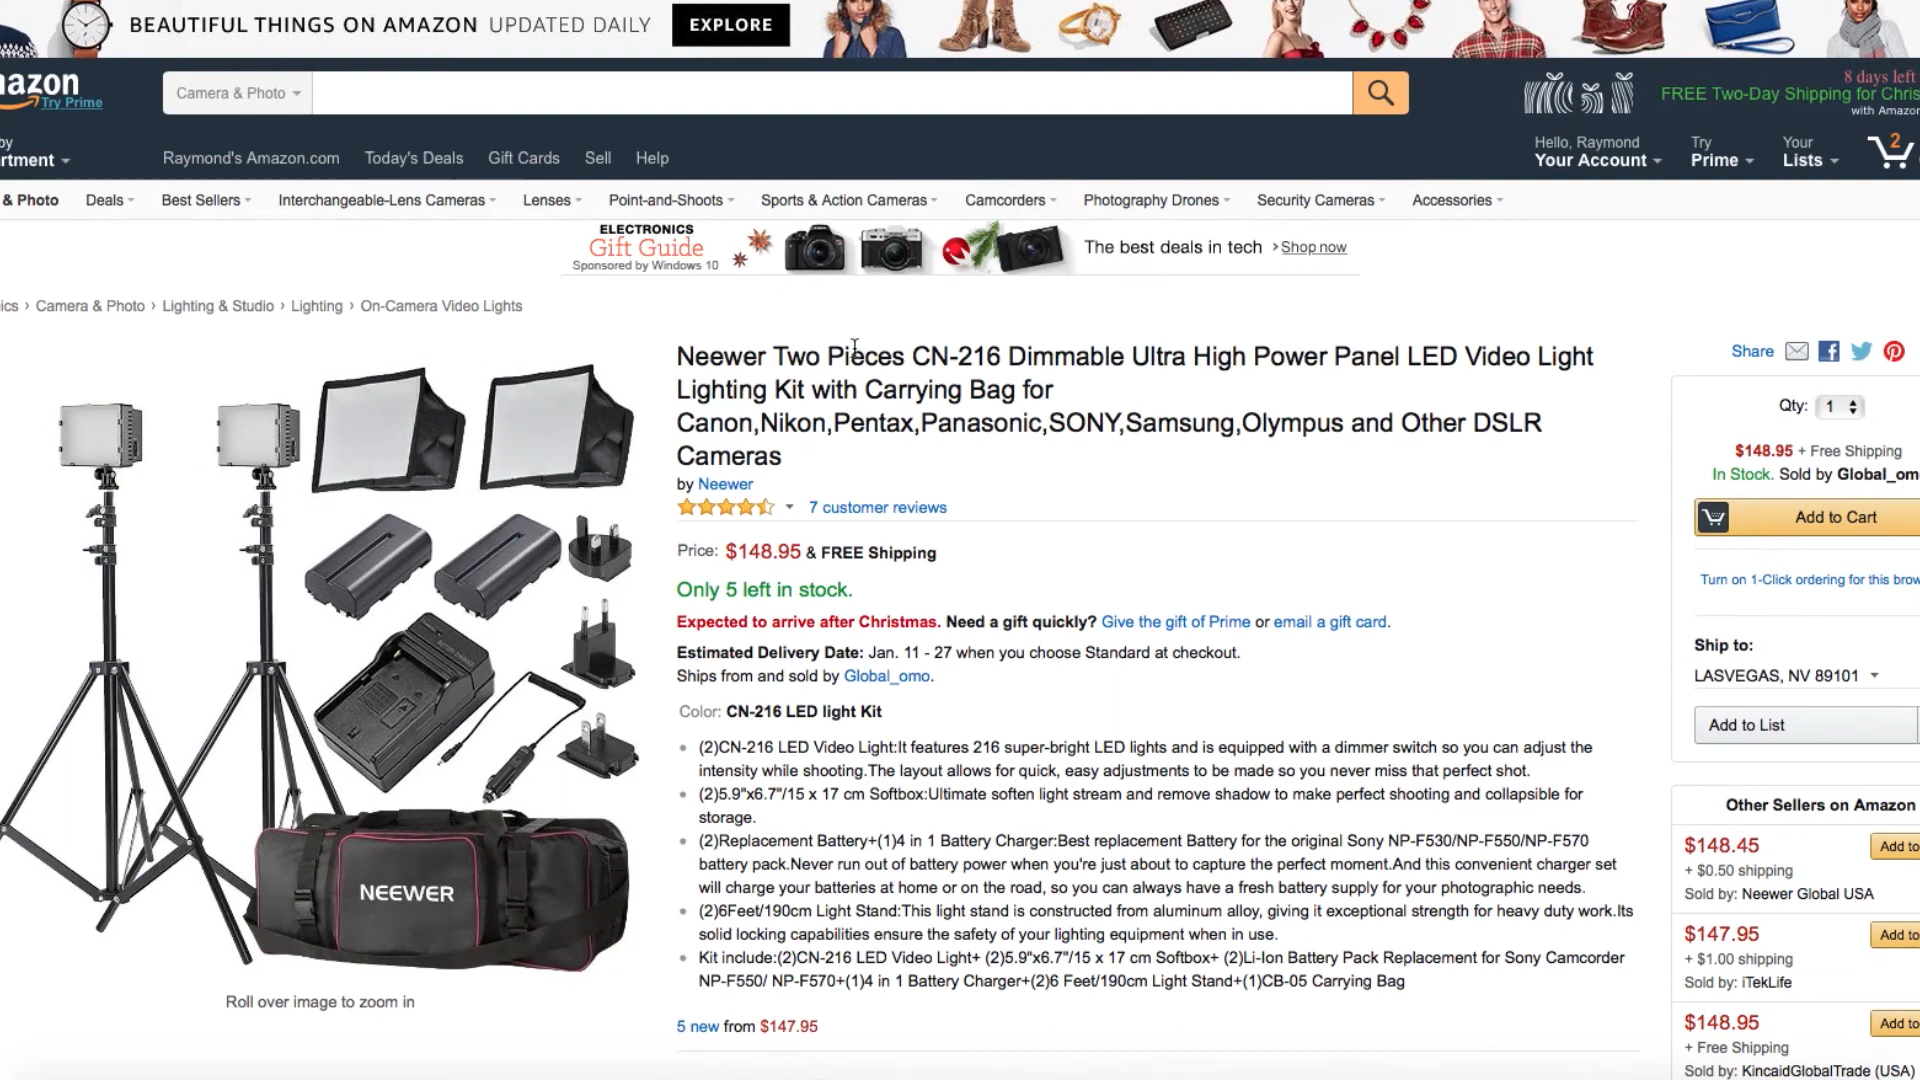 BEAUTIFUL THINGS ON AMAZON UPDATED DAILY EXPLORE
mazon
Try Prime
Camera & Photo
8 days left
FREE Two-Day Shipping for Chris
with Amazon
by
rtment
Raymond's Amazon.com Today's Deals Gift Cards Sell Help
Hello, Raymond
Your Account
Try
Prime
Your
Lists
2
& Photo Deals Best Sellers Interchangeable-Lens Cameras Lenses Point-and-Shoots Sports & Action Cameras Camcorders Photography Drones Security Cameras Accessories
ELECTRONICS
Gift Guide
Sponsored by Windows 10
The best deals in tech › Shop now
ics › Camera & Photo › Lighting & Studio › Lighting › On-Camera Video Lights
Neewer Two Pieces CN-216 Dimmable Ultra High Power Panel LED Video Light
Lighting Kit with Carrying Bag for
Canon,Nikon,Pentax,Panasonic,SONY,Samsung,Olympus and Other DSLR
Cameras
by Neewer
7 customer reviews
Price: $148.95 & FREE Shipping
Only 5 left in stock.
Expected to arrive after Christmas. Need a gift quickly? Give the gift of Prime or email a gift card.
Estimated Delivery Date: Jan. 11 - 27 when you choose Standard at checkout.
Ships from and sold by Global_omo.
Color: CN-216 LED light Kit
• (2)CN-216 LED Video Light:It features 216 super-bright LED lights and is equipped with a dimmer switch so you can adjust the
intensity while shooting.The layout allows for quick, easy adjustments to be made so you never miss that perfect shot.
• (2)5.9"x6.7"/15 x 17 cm Softbox:Ultimate soften light stream and remove shadow to make perfect shooting and collapsible for
storage.
• (2)Replacement Battery+(1)4 in 1 Battery Charger:Best replacement Battery for the original Sony NP-F530/NP-F550/NP-F570
battery pack.Never run out of battery power when you're just about to capture the perfect moment.And this convenient charger set
will charge your batteries at home or on the road, so you can always have a fresh battery supply for your photographic needs.
• (2)6Feet/190cm Light Stand:This light stand is constructed from aluminum alloy, giving it exceptional strength for heavy duty work.Its
solid locking capabilities ensure the safety of your lighting equipment when in use.
• Kit include:(2)CN-216 LED Video Light+ (2)5.9"x6.7"/15 x 17 cm Softbox+ (2)Li-Ion Battery Pack Replacement for Sony Camcorder
NP-F550/ NP-F570+(1)4 in 1 Battery Charger+(2)6 Feet/190cm Light Stand+(1)CB-05 Carrying Bag
5 new from $147.95
NEEWER
Roll over image to zoom in
Share
Qty: 1
$148.95 + Free Shipping
In Stock. Sold by Global_om
Add to Cart
Turn on 1-Click ordering for this brow
Ship to:
LASVEGAS, NV 89101
Add to List
Other Sellers on Amazon
$148.45
Add to
+ $0.50 shipping
Sold by: Neewer Global USA
$147.95
Add to
+ $1.00 shipping
Sold by: iTekLife
$148.95
Add to
+ Free Shipping
Sold by: KincaidGlobalTrade (USA)